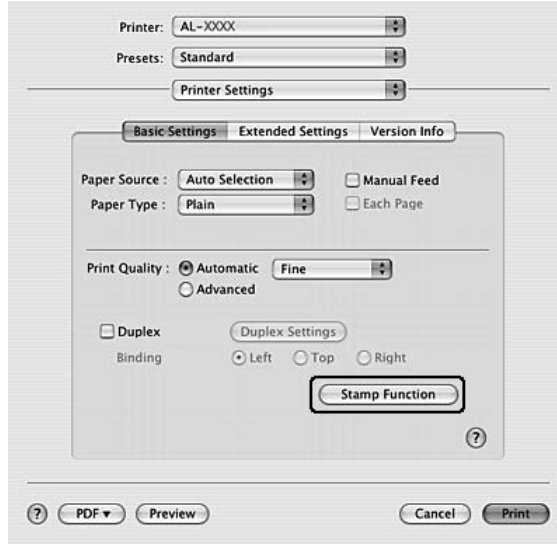 Printer: AL-XXXX
Presets: Standard
Printer Settings
Basic Settings Extended Settings Version Info
Paper Source : Auto Selection Manual Feed
Paper Type : Plain Each Page
Print Quality : Automatic Fine
Advanced
Duplex Duplex Settings
Binding Left Top Right
Stamp Function
?
? PDF ▾ Preview Cancel Print